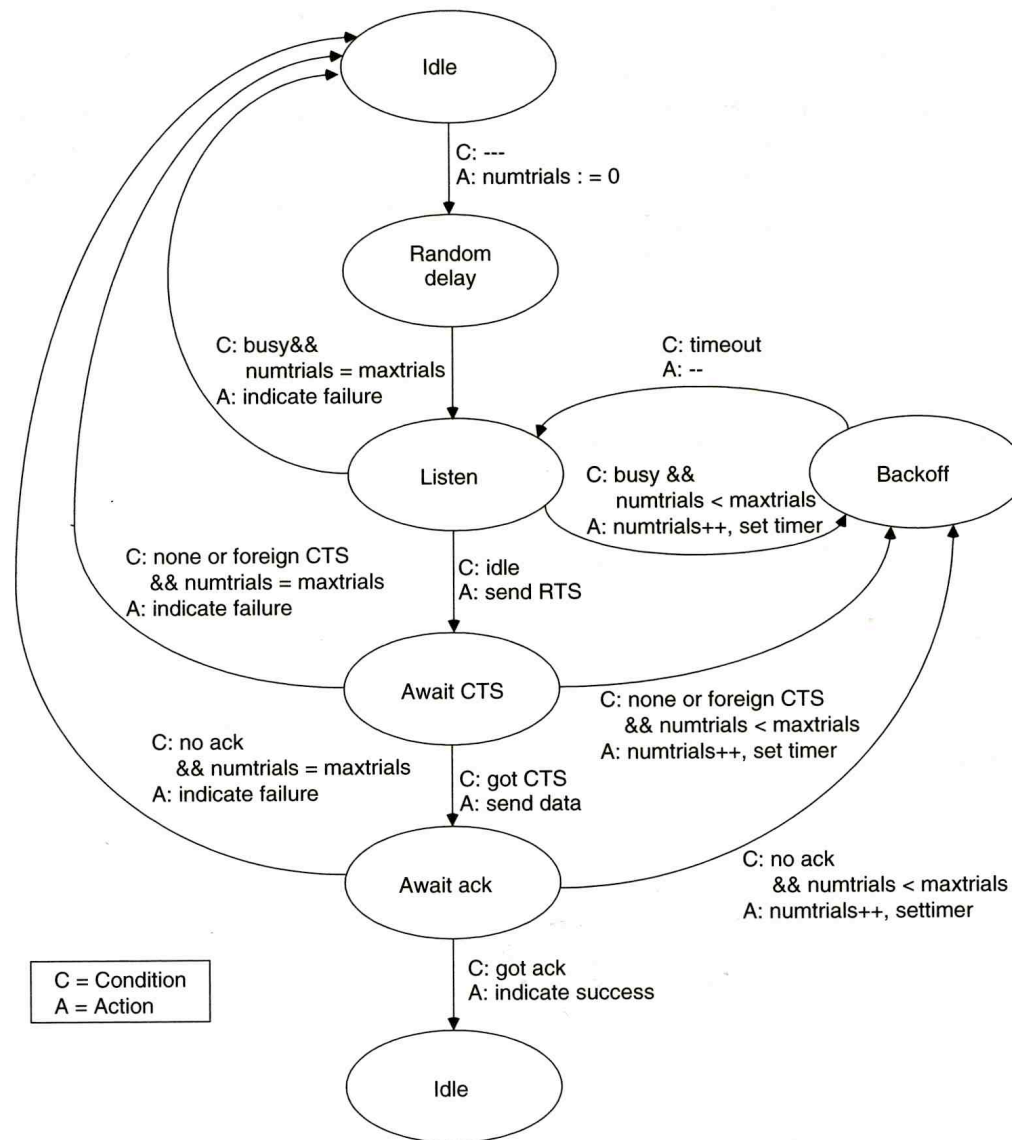 Idle
C: ---
A: numtrials : = 0
Random
delay
C: busy&&
numtrials = maxtrials
A: indicate failure
C: timeout
A: --
Listen
C: busy &&
numtrials < maxtrials
A: numtrials++, set timer
Backoff
C: none or foreign CTS
&& numtrials = maxtrials
A: indicate failure
C: idle
A: send RTS
Await CTS
C: none or foreign CTS
&& numtrials < maxtrials
A: numtrials++, set timer
C: no ack
&& numtrials = maxtrials
A: indicate failure
C: got CTS
A: send data
Await ack
C: no ack
&& numtrials < maxtrials
A: numtrials++, settimer
C = Condition
A = Action
C: got ack
A: indicate success
Idle